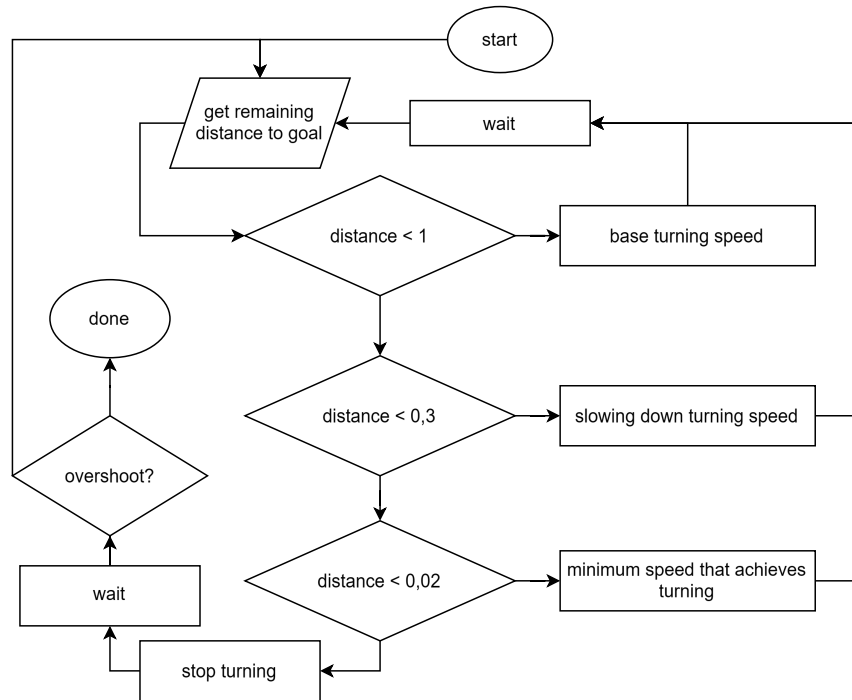 start
get remaining
distance to goal
wait
distance < 1
base turning speed
done
distance < 0,3
slowing down turning speed
overshoot?
distance < 0,02
minimum speed that achieves
turning
wait
stop turning